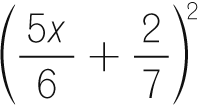 (5x/6 + 2/7)²